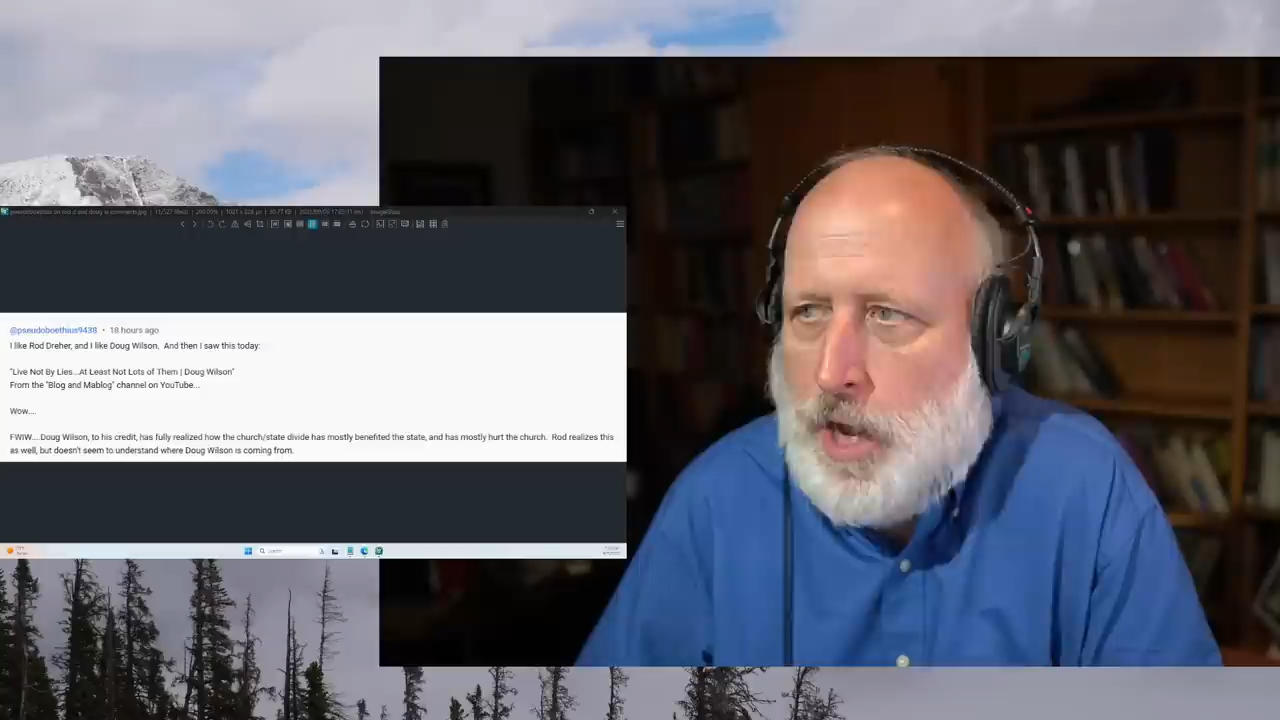 @pseudoboethius9438 • 18 hours ago
I like Rod Dreher, and I like Doug Wilson. And then I saw this today:
"Live Not By Lies...At Least Not Lots of Them | Doug Wilson"
From the "Blog and Mablog" channel on YouTube...
Wow....
FWIW....Doug Wilson, to his credit, has fully realized how the church/state divide has mostly benefited the state, and has mostly hurt the church. Rod realizes this
as well, but doesn't seem to understand where Doug Wilson is coming from.
Search